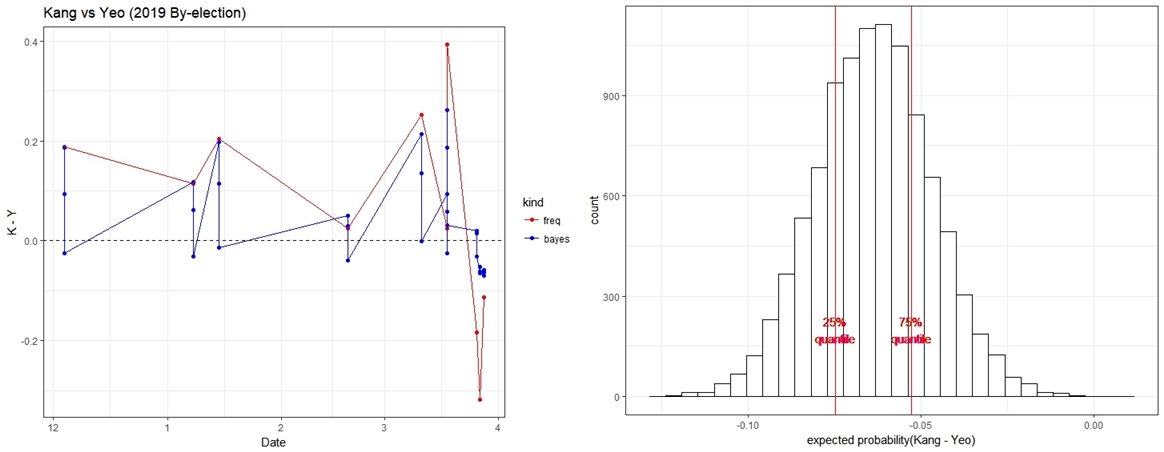 Kang vs Yeo (2019 By-election)
0.4
0.2
0.0
-0.2
K - Y
12
1
2
3
4
Date
kind
freq
bayes
900
600
300
0
count
25%
quantile
75%
quantile
-0.10
-0.05
0.00
expected probability(Kang - Yeo)